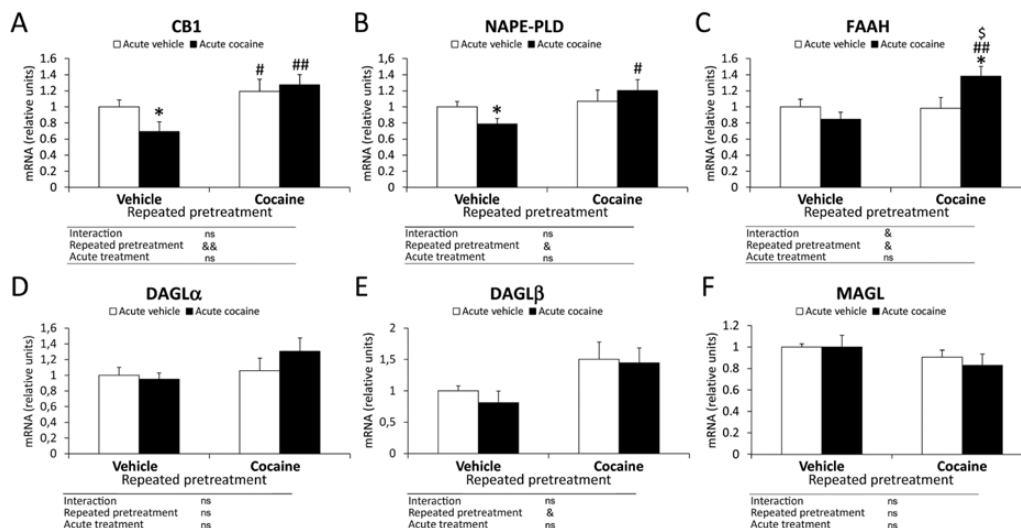 A
CB1
Acute vehicle Acute cocaine
mRNA (relative units)
1.6
1.4
1.2
1
0.8
0.6
0.4
0.2
0
*
#
##
Vehicle Cocaine
Repeated pretreatment
Interaction ns
Repeated pretreatment &&
Acute treatment ns
B
NAPE-PLD
Acute vehicle Acute cocaine
mRNA (relative units)
1.6
1.4
1.2
1
0.8
0.6
0.4
0.2
0
*
#
Vehicle Cocaine
Repeated pretreatment
Interaction ns
Repeated pretreatment &
Acute treatment ns
C
FAAH
Acute vehicle Acute cocaine
mRNA (relative units)
1.6
1.4
1.2
1
0.8
0.6
0.4
0.2
0
$
##
*
Vehicle Cocaine
Repeated pretreatment
Interaction &
Repeated pretreatment &
Acute treatment ns
D
DAGLα
Acute vehicle Acute cocaine
mRNA (relative units)
1,6
1,4
1,2
1
0,8
0,6
0,4
0,2
0
Vehicle Cocaine
Repeated pretreatment
Interaction ns
Repeated pretreatment ns
Acute treatment ns
E
DAGLβ
Acute vehicle Acute cocaine
mRNA (relative units)
2
1,5
1
0,5
0
Vehicle Cocaine
Repeated pretreatment
Interaction ns
Repeated pretreatment &
Acute treatment ns
F
MAGL
Acute vehicle Acute cocaine
mRNA (relative units)
1.2
1
0.8
0.6
0.4
0.2
0
Vehicle Cocaine
Repeated pretreatment
Interaction ns
Repeated pretreatment ns
Acute treatment ns